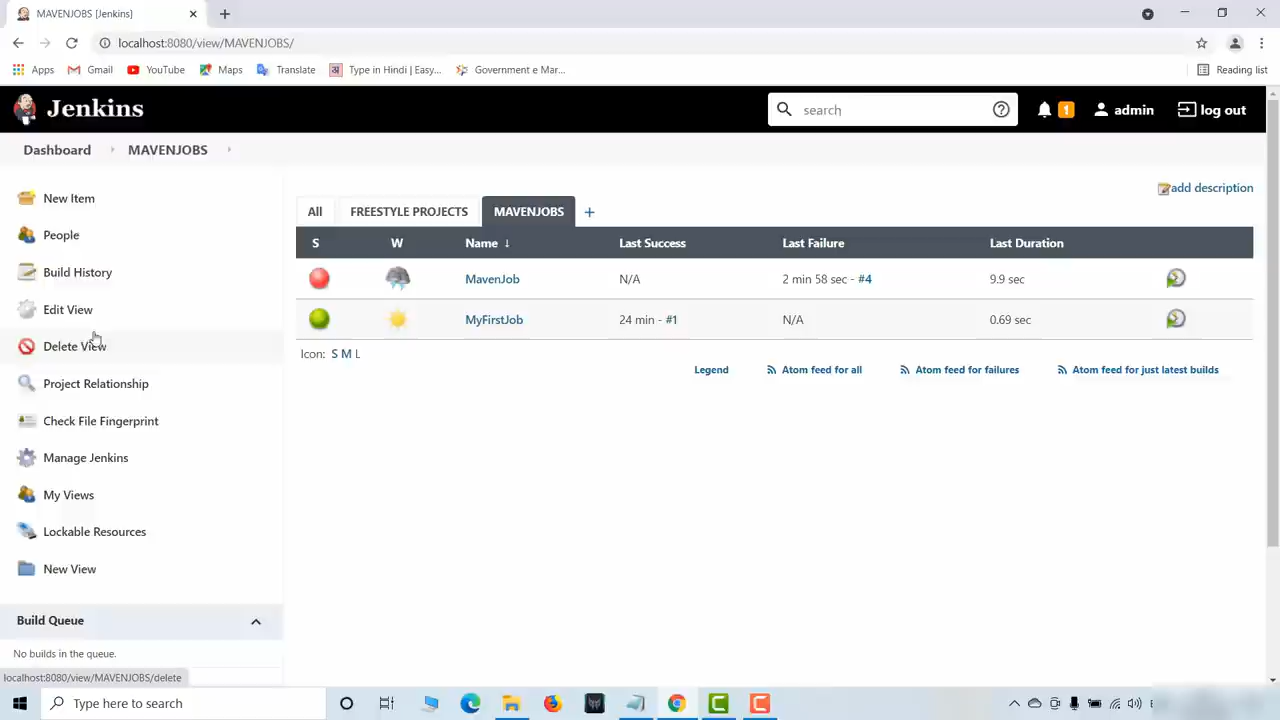 MAVENJOBS [Jenkins]
localhost:8080/view/MAVENJOBS/
Apps Gmail YouTube Maps Translate Type in Hindi | Easy... Government e Mar... Reading list
Jenkins search 1 admin log out
Dashboard MAVENJOBS
New Item
People
Build History
Edit View
Delete View
Project Relationship
Check File Fingerprint
Manage Jenkins
My Views
Lockable Resources
New View
Build Queue
No builds in the queue.
add description
All FREESTYLE PROJECTS MAVENJOBS +
S W Name ↓ Last Success Last Failure Last Duration
MavenJob N/A 2 min 58 sec - #4 9.9 sec
MyFirstJob 24 min - #1 N/A 0.69 sec
Icon: S M L
Legend Atom feed for all Atom feed for failures Atom feed for just latest builds
localhost:8080/view/MAVENJOBS/delete
Type here to search